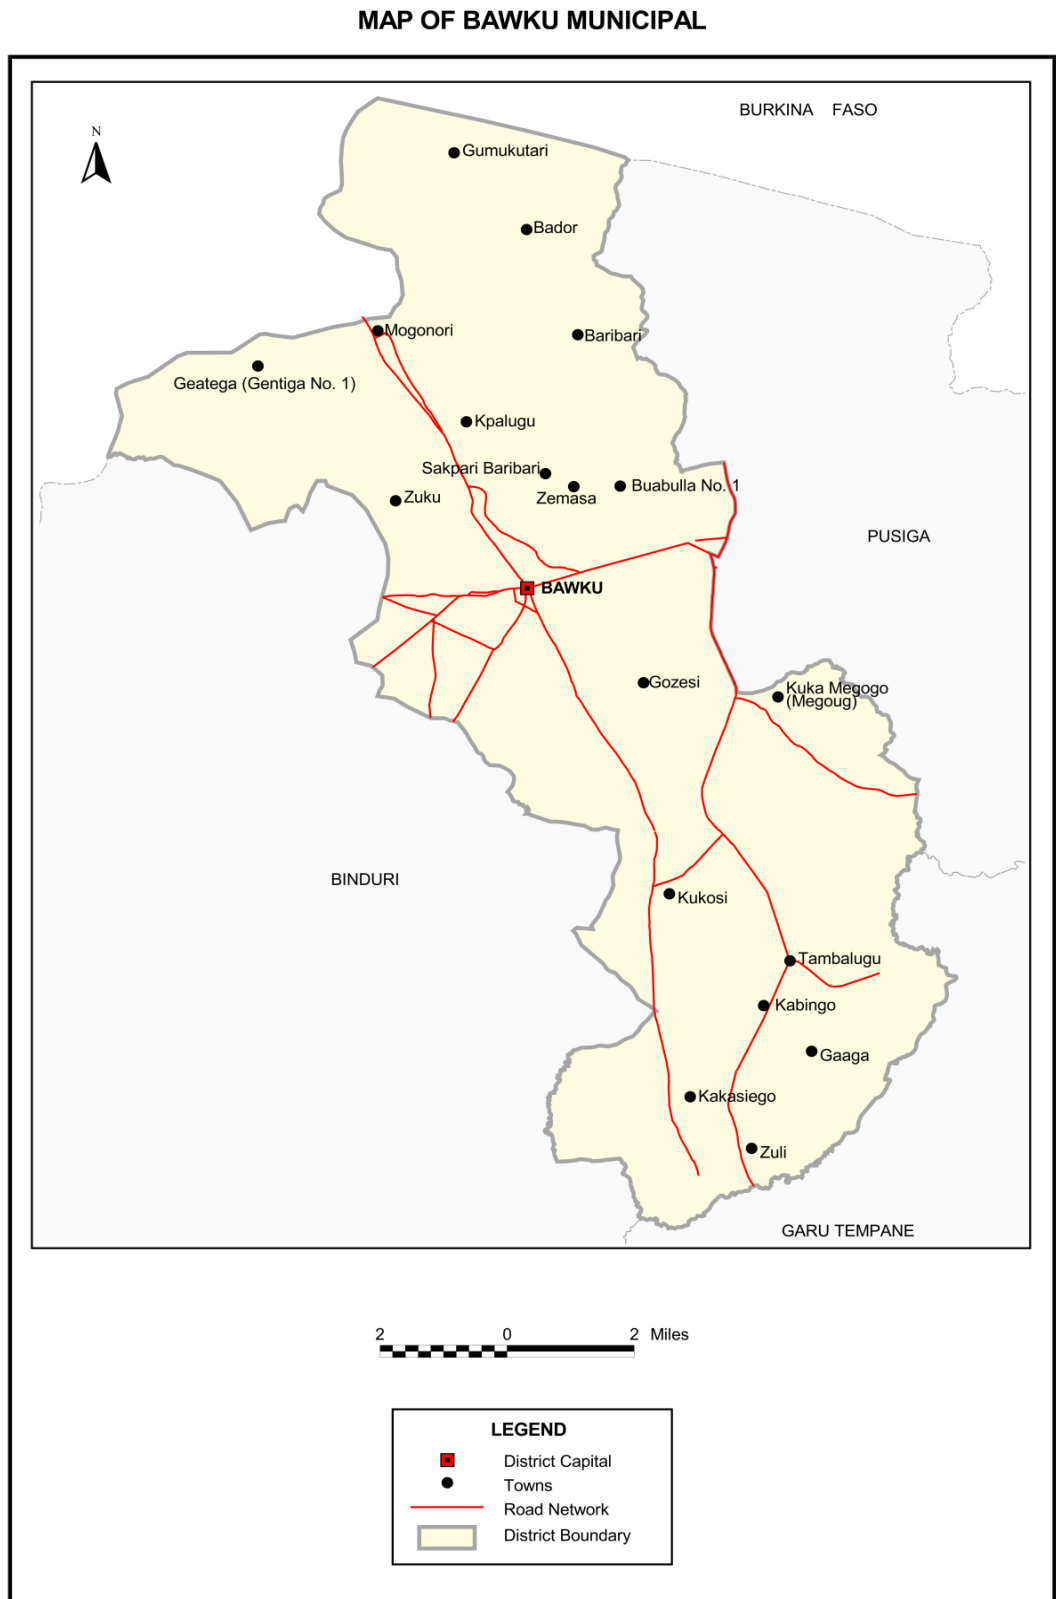 MAP OF BAWKU MUNICIPAL
BURKINA FASO
N
Gumukutari
Bador
Mogonori
Baribari
Geatega (Gentiga No. 1)
Kpalugu
Sakpari Baribari
Zemasa
Buabulla No. 1
Zuku
PUSIGA
BAWKU
Gozesi
Kuka Megogo
(Megoug)
BINDURI
Kukosi
Tambalugu
Kabingo
Gaaga
Kakasiego
Zuli
GARU TEMPANE
2 0 2 Miles
LEGEND
District Capital
Towns
Road Network
District Boundary